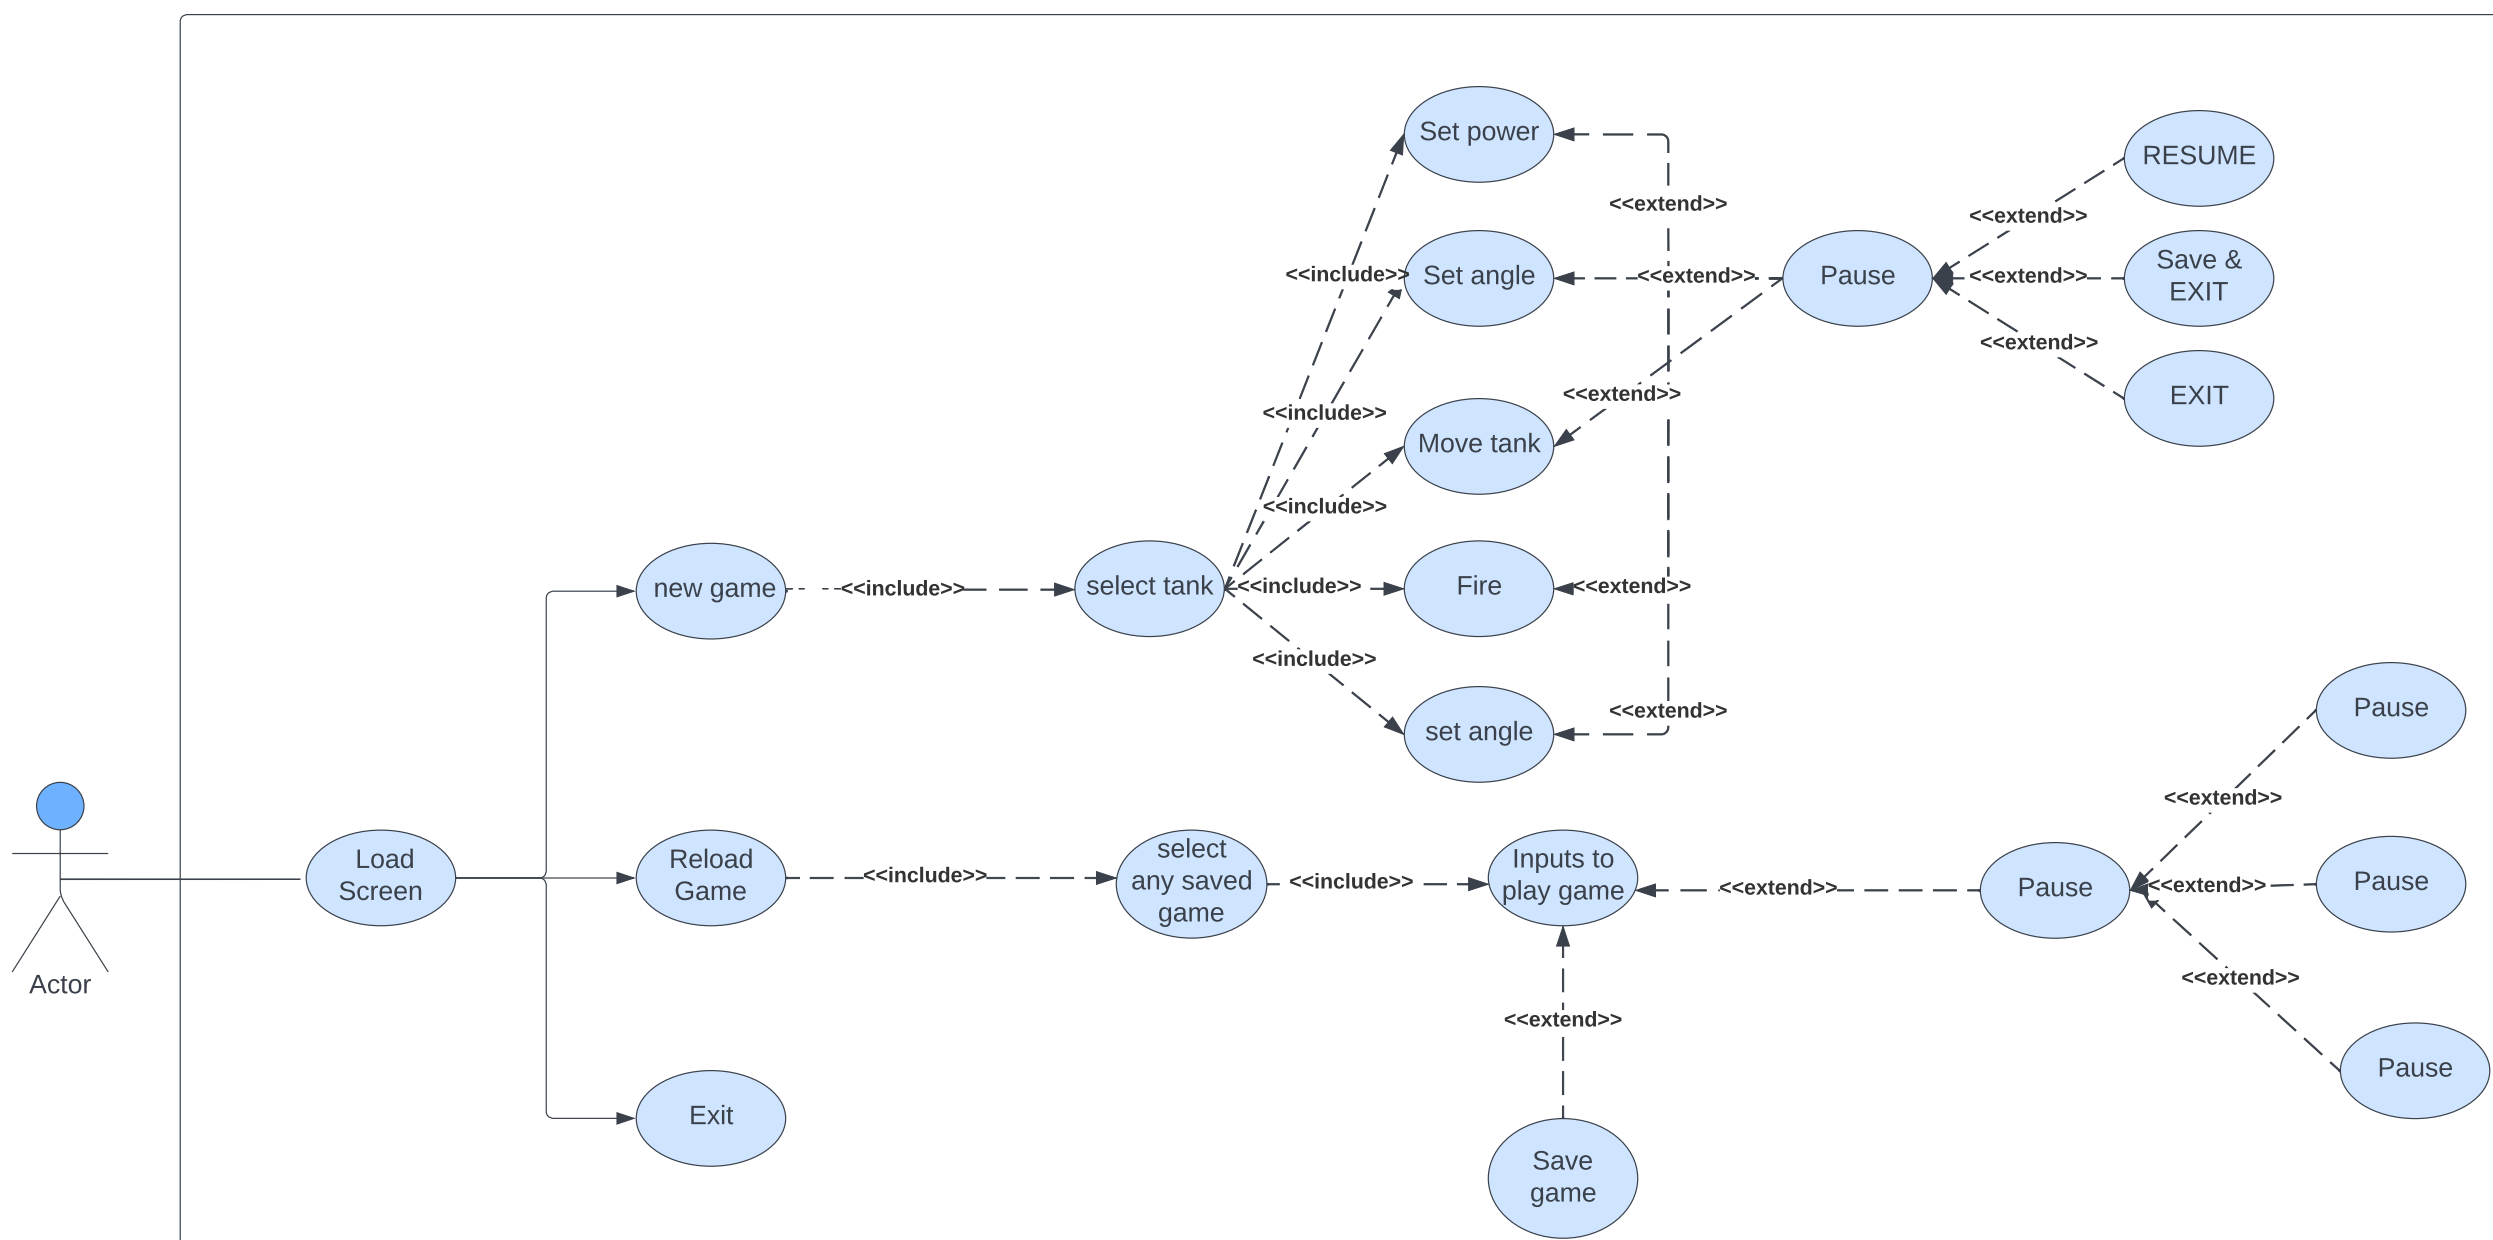 Set power
RESUME
<<extend>>
<<extend>>
Save &
EXIT
<<include>>
Set angle
<<extend>>
Pause
<<extend>>
<<extend>>
EXIT
<<include>>
<<extend>>
Move tank
<<include>>
new game
<<include>>
select tank
<<include>>
Fire
<<extend>>
<<include>>
<<extend>>
set angle
Pause
<<extend>>
Load
Screen
Reload
Game
<<include>>
select
any saved
game
<<include>>
Inputs to
play game
<<extend>>
Pause
<<extend>>
Pause
Actor
<<extend>>
<<extend>>
Pause
Exit
Save
game